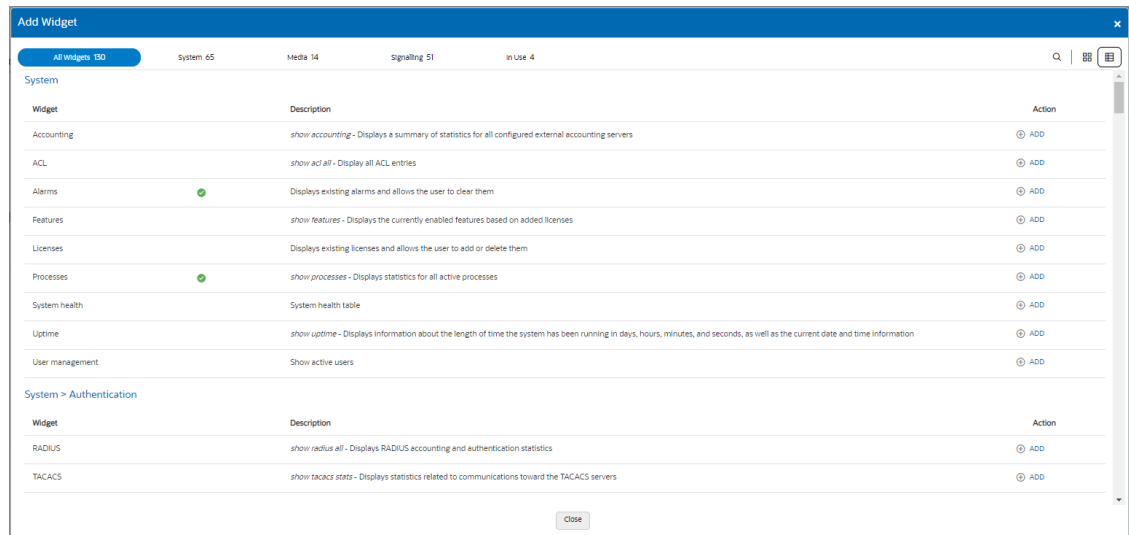 Add Widget ×
All Widgets 130 System 65 Media 14 Signalling 51 In Use 4
System
Widget Description Action
Accounting show accounting - Displays a summary of statistics for all configured external accounting servers ADD
ACL show acl all - Display all ACL entries ADD
Alarms Displays existing alarms and allows the user to clear them ADD
Features show features - Displays the currently enabled features based on added licenses ADD
Licenses Displays existing licenses and allows the user to add or delete them ADD
Processes show processes - Displays statistics for all active processes ADD
System health System health table ADD
Uptime show uptime - Displays information about the length of time the system has been running in days, hours, minutes, and seconds, as well as the current date and time information ADD
User management Show active users ADD
System > Authentication
Widget Description Action
RADIUS show radius all - Displays RADIUS accounting and authentication statistics ADD
TACACS show tacacs stats - Displays statistics related to communications toward the TACACS servers ADD
Close